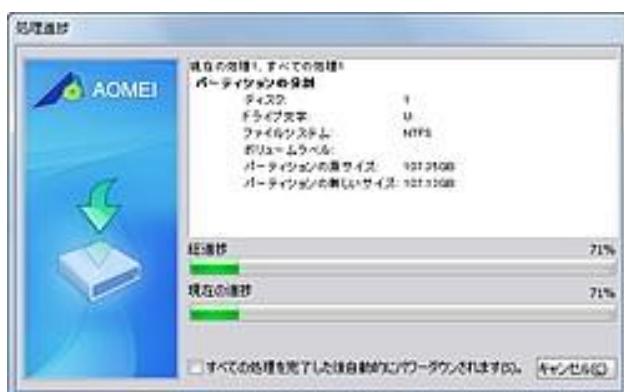 処理進捗
AOMEI
現在の処理1, すべての処理1
パーティションの分割
ディスク: 1
ドライブ文字: U
ファイルシステム: NTFS
ボリュームラベル:
パーティションの原サイズ:
パーティションの新しいサイズ:
総進捗 71%
現在の進捗 71%
すべての処理を完了した後自動的にパワーダウンされます(S)。 キャンセル(C)